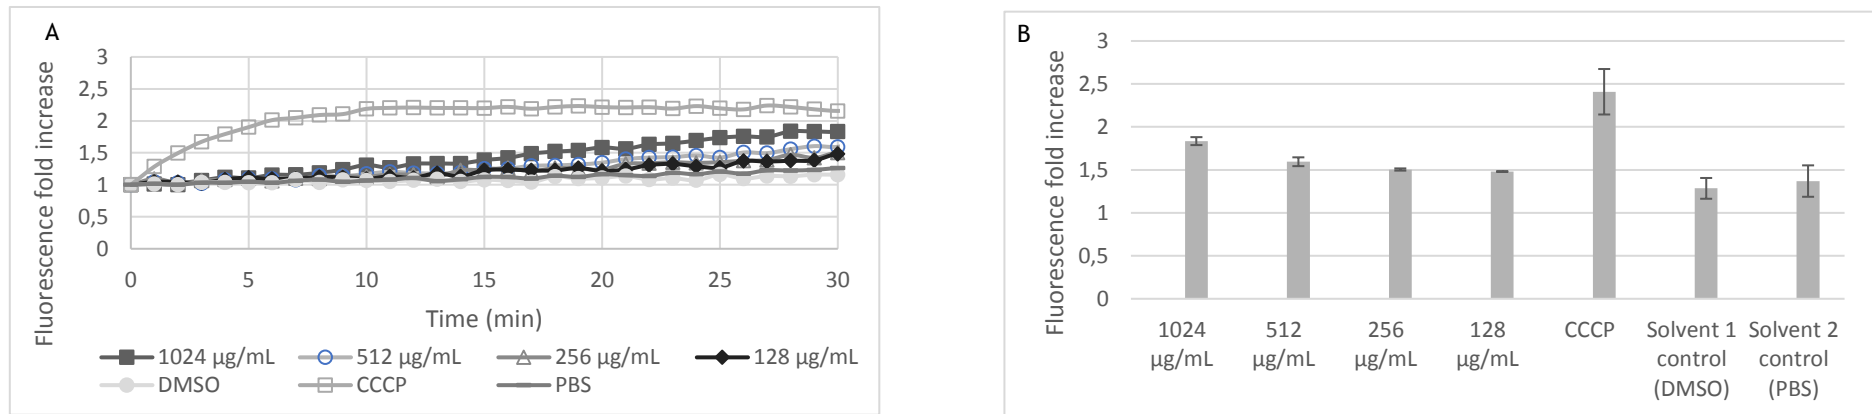 A
Fluorescence fold increase
3
2,5
2
1,5
1
0,5
0
0 5 10 15 20 25 30
Time (min)
1024 µg/mL 512 µg/mL 256 µg/mL 128 µg/mL
DMSO CCCP PBS
B
Fluorescence fold increase
3
2,5
2
1,5
1
0,5
0
1024 512 256 128 CCCP Solvent 1 Solvent 2
µg/mL µg/mL µg/mL µg/mL control control
(DMSO) (PBS)